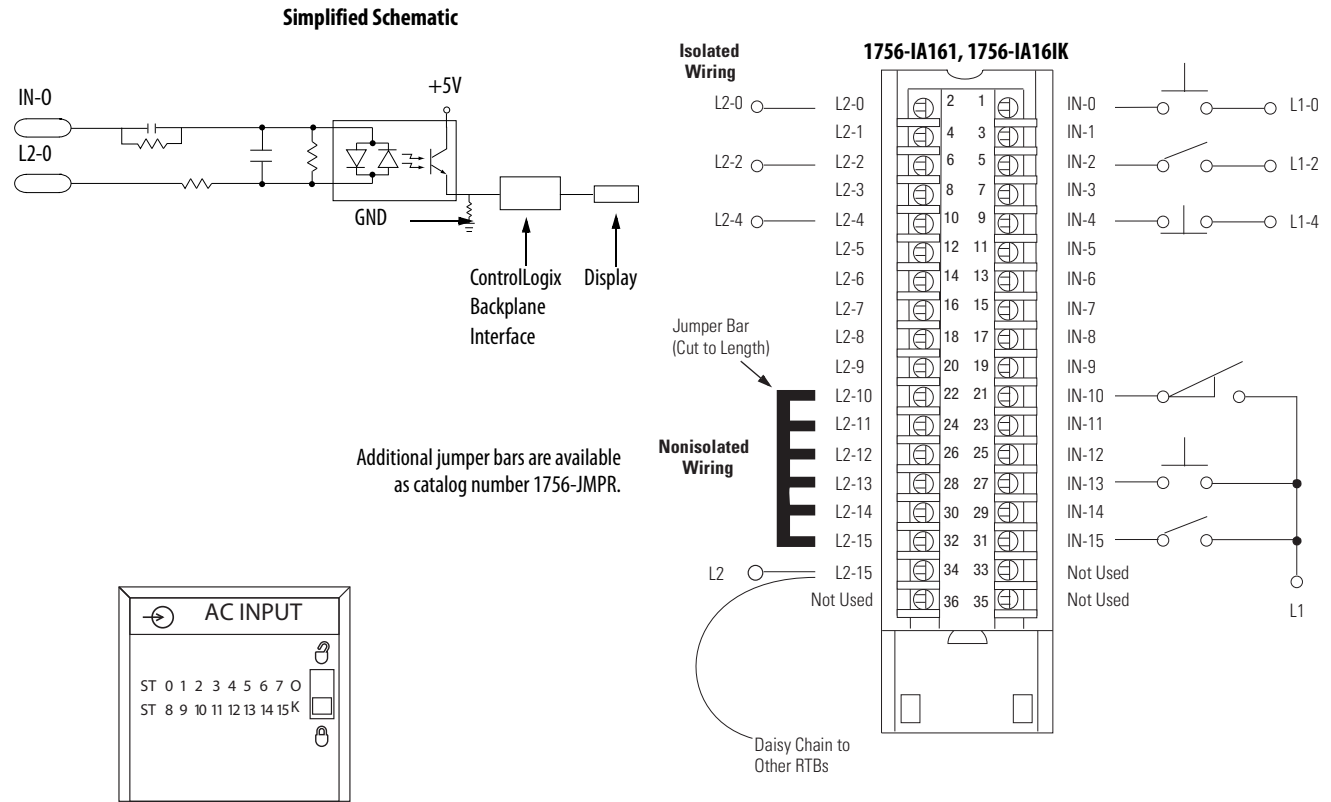 Simplified Schematic
IN-0
L2-0
+5V
GND
ControlLogix
Backplane
Interface
Display
Additional jumper bars are available
as catalog number 1756-JMPR.
AC INPUT
ST 0 1 2 3 4 5 6 7 O
ST 8 9 10 11 12 13 14 15 K
Isolated
Wiring
1756-IA161, 1756-IA16IK
L2-0 L2-0 2 1 IN-0 L1-0
L2-1 4 3 IN-1
L2-2 L2-2 6 5 IN-2 L1-2
L2-3 8 7 IN-3
L2-4 L2-4 10 9 IN-4 L1-4
L2-5 12 11 IN-5
L2-6 14 13 IN-6
L2-7 16 15 IN-7
Jumper Bar
(Cut to Length)
L2-8 18 17 IN-8
L2-9 20 19 IN-9
L2-10 22 21 IN-10
L2-11 24 23 IN-11
Nonisolated
Wiring
L2-12 26 25 IN-12
L2-13 28 27 IN-13
L2-14 30 29 IN-14
L2-15 32 31 IN-15
L2 L2-15 34 33 Not Used
Not Used 36 35 Not Used
L1
Daisy Chain to
Other RTBs